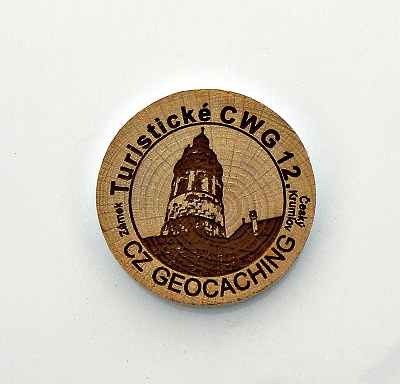 Turistické CWG 12.
Zámek
Český
Krumlov
CZ GEOCACHING